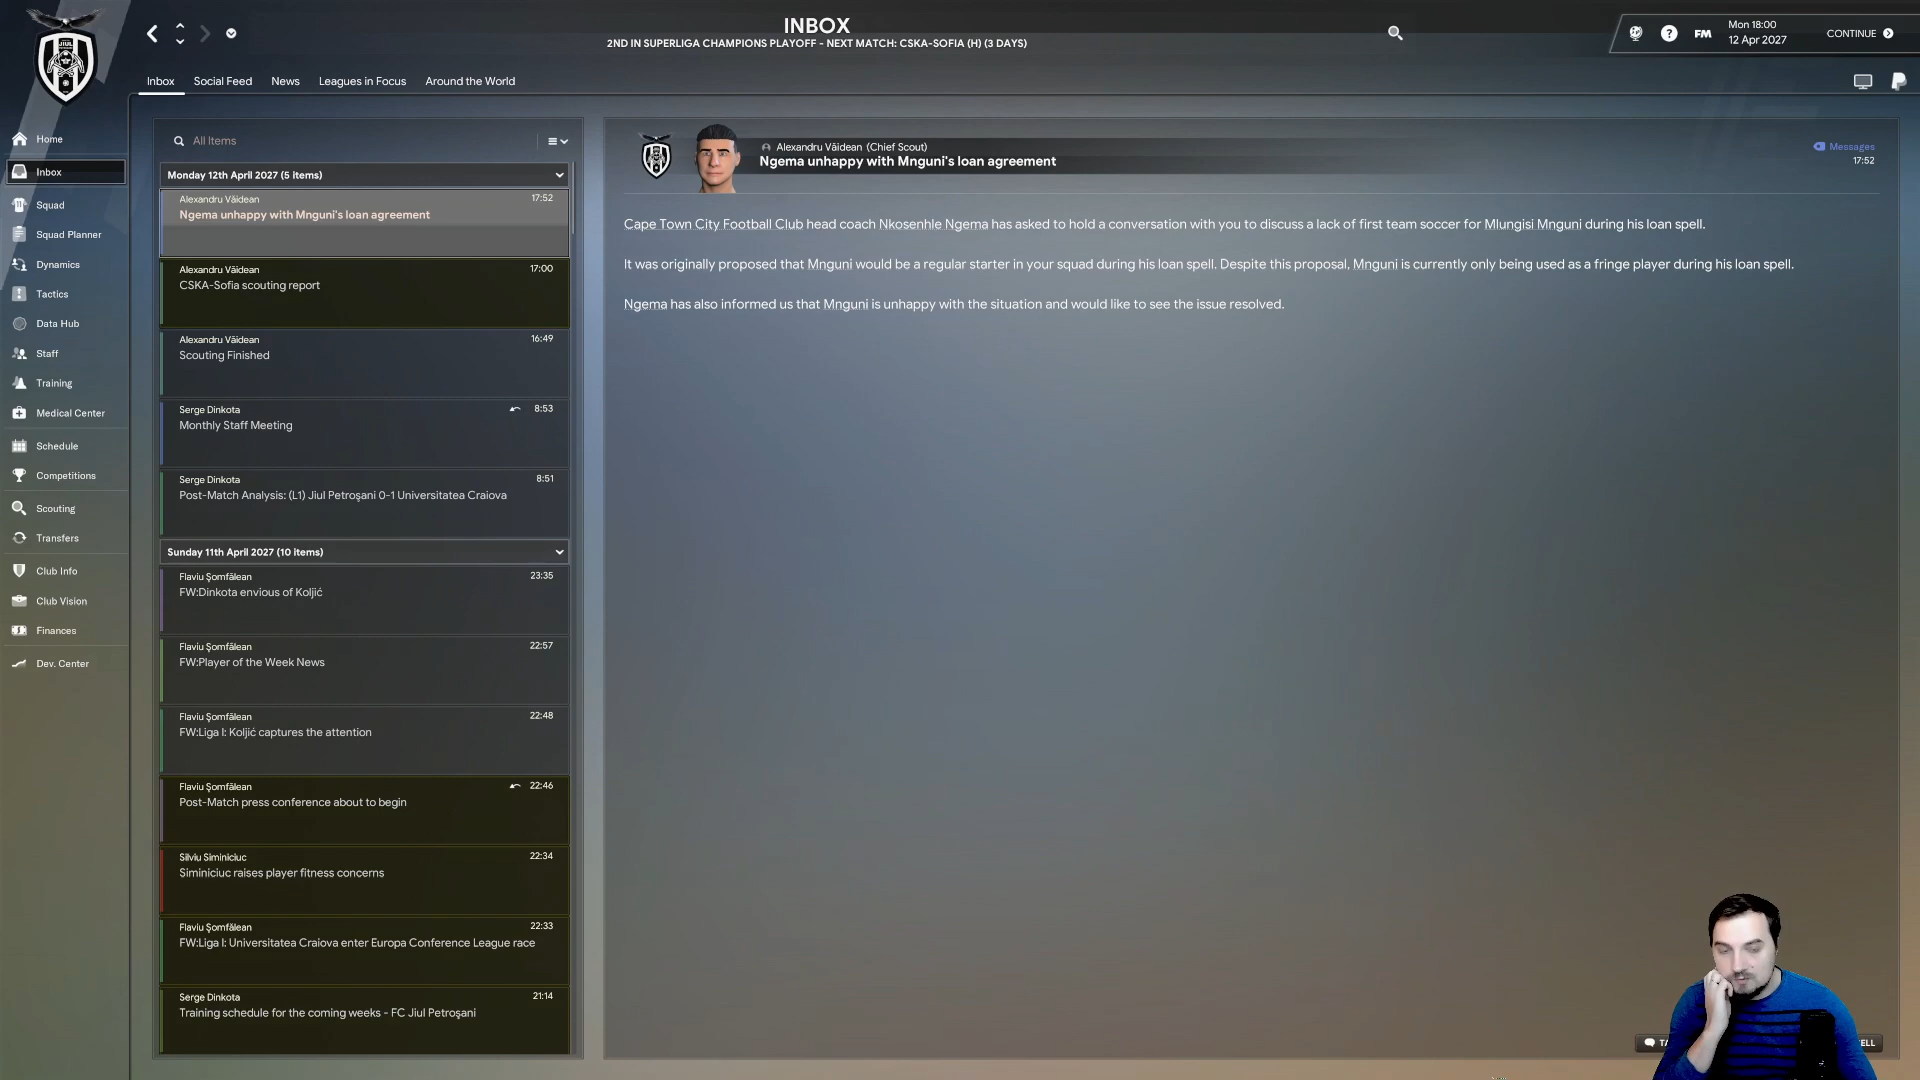 INBOX
2ND IN SUPERLIGA CHAMPIONS PLAYOFF - NEXT MATCH: CSKA-SOFIA (H) (3 DAYS)
FM
Mon 18:00
12 Apr 2027
CONTINUE
Inbox
Social Feed
News
Leagues in Focus
Around the World
JIUL
Home
Inbox
Squad
Squad Planner
Dynamics
Tactics
Data Hub
Staff
Training
Medical Center
Schedule
Competitions
Scouting
Transfers
Club Info
Club Vision
Finances
Dev. Center
All Items
Monday 12th April 2027 (5 items)
Alexandru Văidean 17:52
Ngema unhappy with Mnguni's loan agreement
Alexandru Văidean 17:00
CSKA-Sofia scouting report
Alexandru Văidean 16:49
Scouting Finished
Serge Dinkota 8:53
Monthly Staff Meeting
Serge Dinkota 8:51
Post-Match Analysis: (L1) Jiul Petroşani 0-1 Universitatea Craiova
Sunday 11th April 2027 (10 items)
Flaviu Şomfălean 23:35
FW:Dinkota envious of Koljić
Flaviu Şomfălean 22:57
FW:Player of the Week News
Flaviu Şomfălean 22:48
FW:Liga I: Koljić captures the attention
Flaviu Şomfălean 22:46
Post-Match press conference about to begin
Silviu Siminiciuc 22:34
Siminiciuc raises player fitness concerns
Flaviu Şomfălean 22:33
FW:Liga I: Universitatea Craiova enter Europa Conference League race
Serge Dinkota 21:14
Training schedule for the coming weeks - FC Jiul Petroşani
Alexandru Văidean (Chief Scout)
Ngema unhappy with Mnguni's loan agreement
Messages
17:52
Cape Town City Football Club head coach Nkosenhle Ngema has asked to hold a conversation with you to discuss a lack of first team soccer for Mlungisi Mnguni during his loan spell.
It was originally proposed that Mnguni would be a regular starter in your squad during his loan spell. Despite this proposal, Mnguni is currently only being used as a fringe player during his loan spell.
Ngema has also informed us that Mnguni is unhappy with the situation and would like to see the issue resolved.